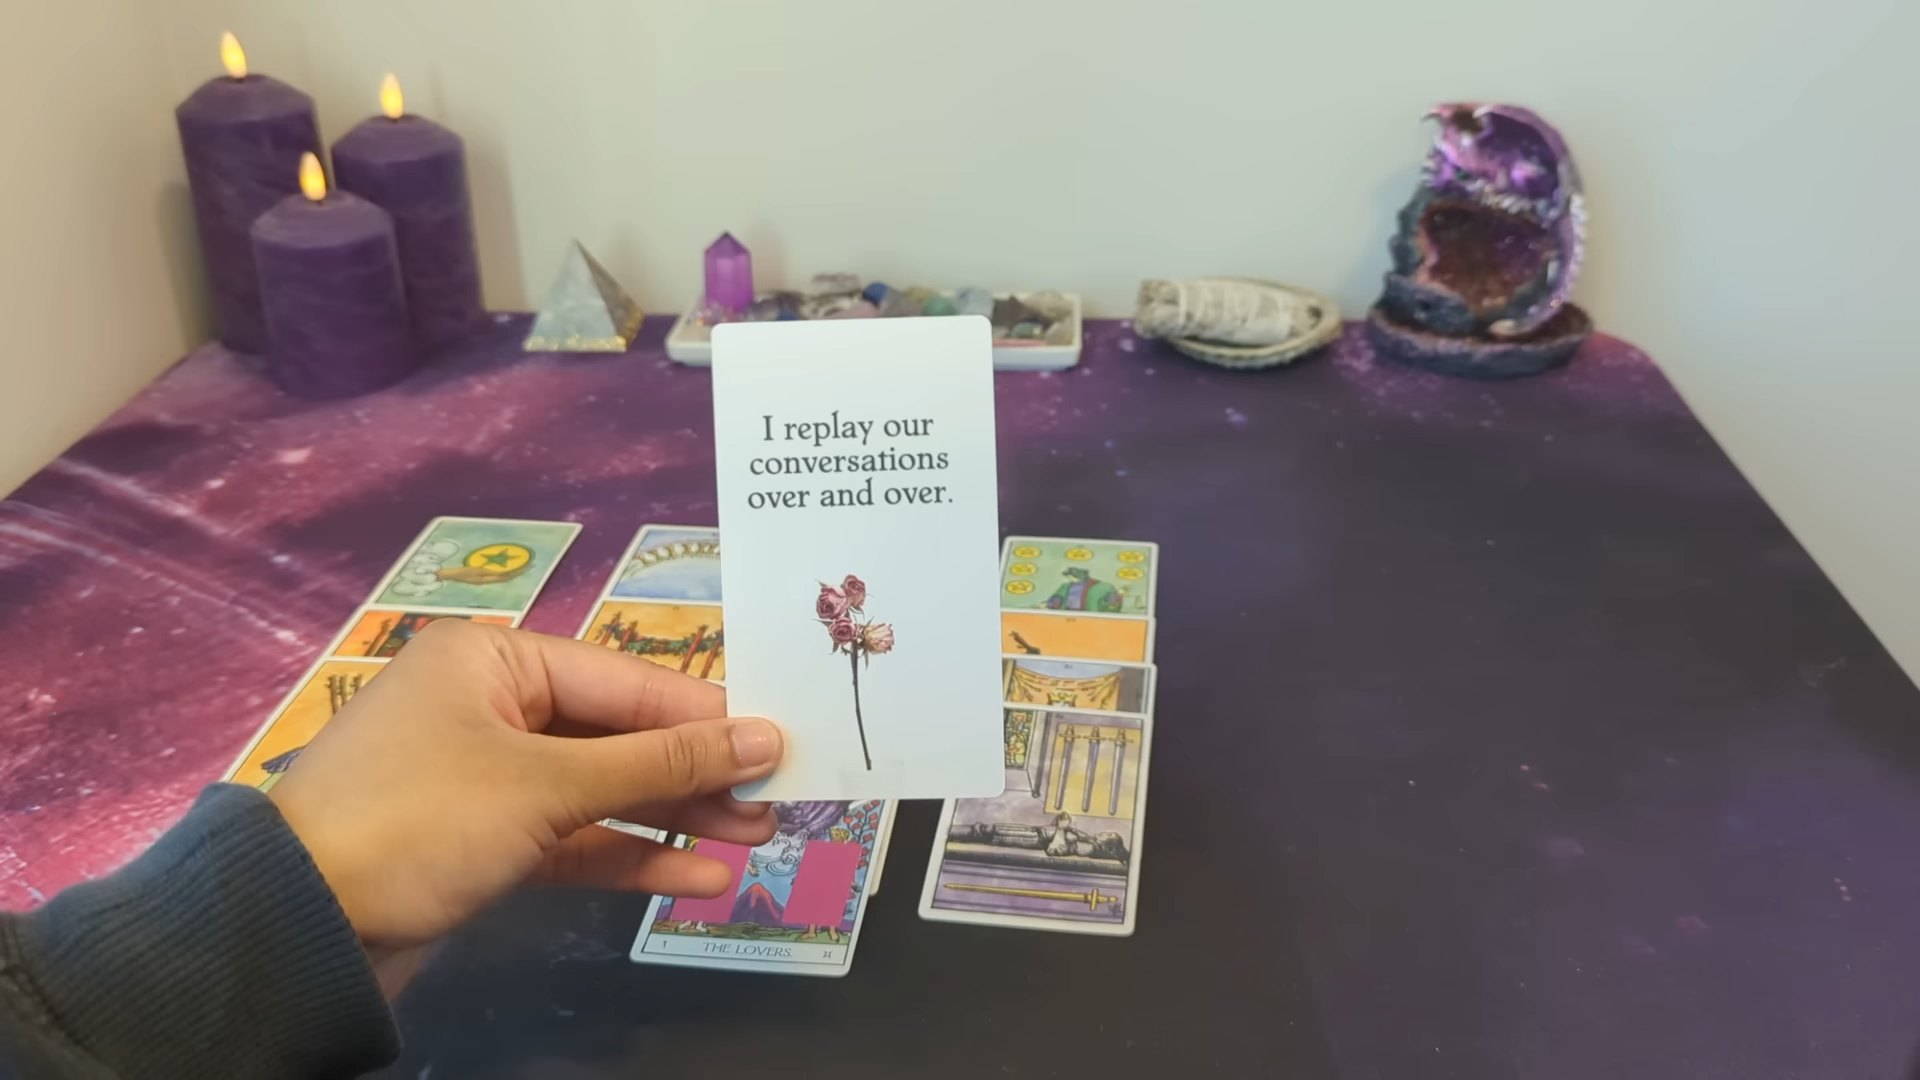 I replay our
conversations
over and over.
THE LOVERS.